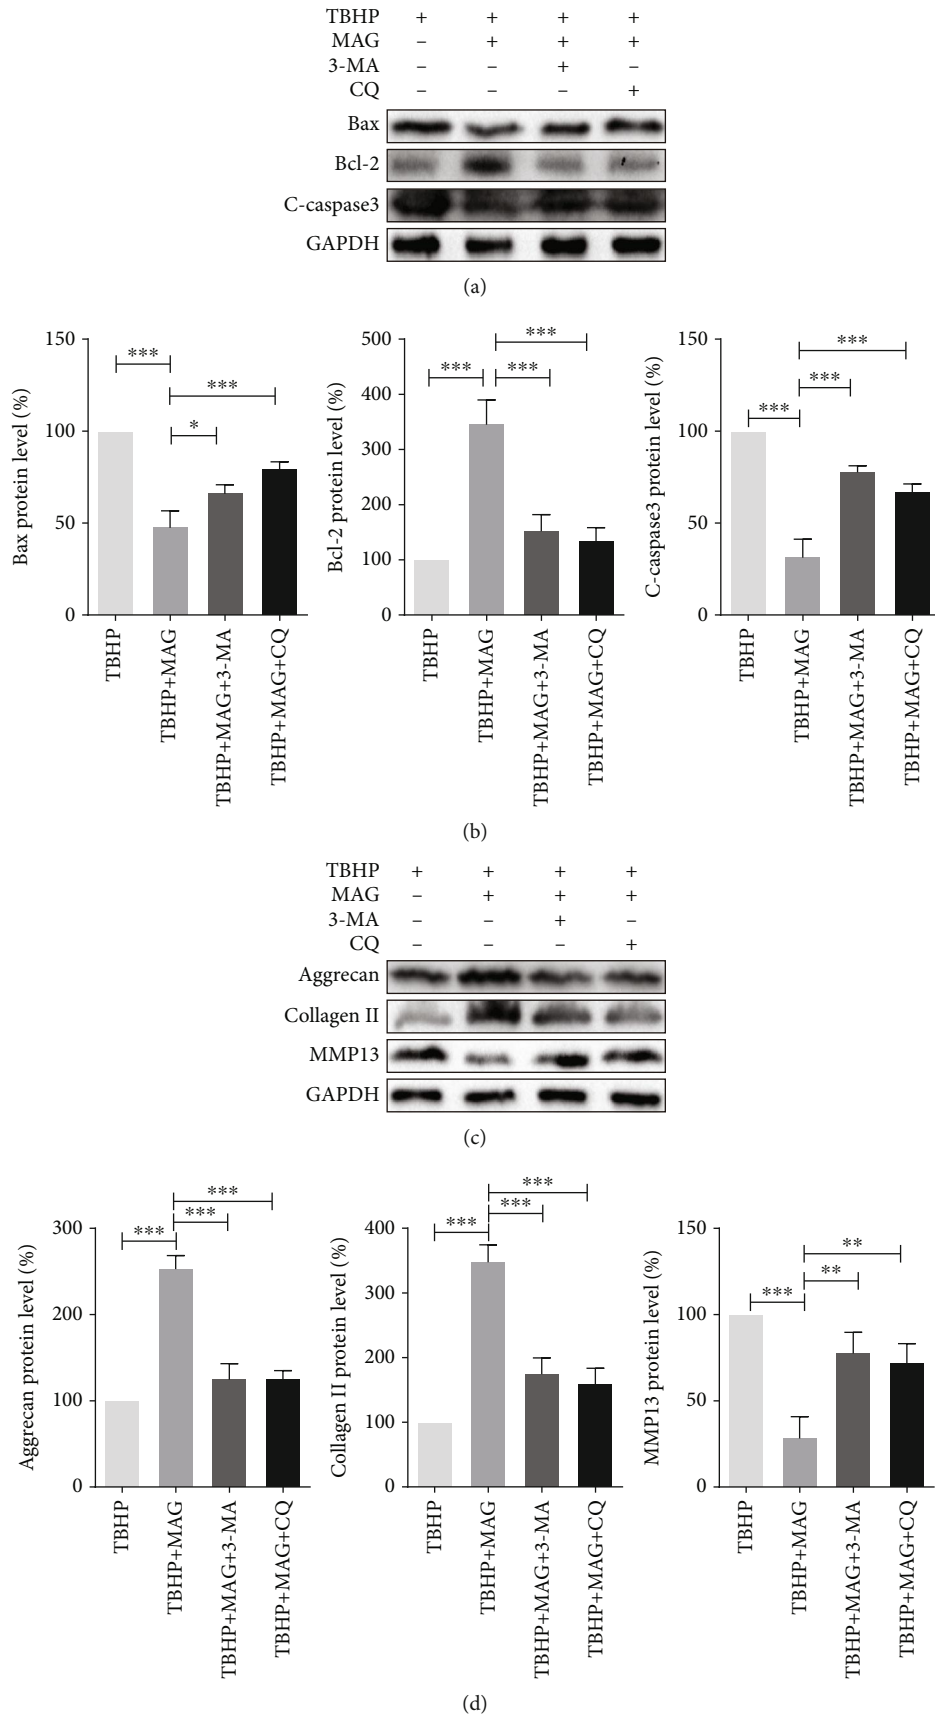 TBHP + + + +
MAG – + + +
3-MA – – + –
CQ – – – +
Bax
Bcl-2
C-caspase3
GAPDH
(a)
Bax protein level (%)
150
100
50
0
***
***
*
TBHP
TBHP+MAG
TBHP+MAG+3-MA
TBHP+MAG+CQ
Bcl-2 protein level (%)
500
400
300
200
100
0
***
***
***
TBHP
TBHP+MAG
TBHP+MAG+3-MA
TBHP+MAG+CQ
C-caspase3 protein level (%)
150
100
50
0
***
***
***
TBHP
TBHP+MAG
TBHP+MAG+3-MA
TBHP+MAG+CQ
(b)
TBHP + + + +
MAG – + + +
3-MA – – + –
CQ – – – +
Aggrecan
Collagen II
MMP13
GAPDH
(c)
Aggrecan protein level (%)
300
200
100
0
***
***
***
TBHP
TBHP+MAG
TBHP+MAG+3-MA
TBHP+MAG+CQ
Collagen II protein level (%)
400
300
200
100
0
***
***
***
TBHP
TBHP+MAG
TBHP+MAG+3-MA
TBHP+MAG+CQ
MMP13 protein level (%)
150
100
50
0
**
**
***
TBHP
TBHP+MAG
TBHP+MAG+3-MA
TBHP+MAG+CQ
(d)